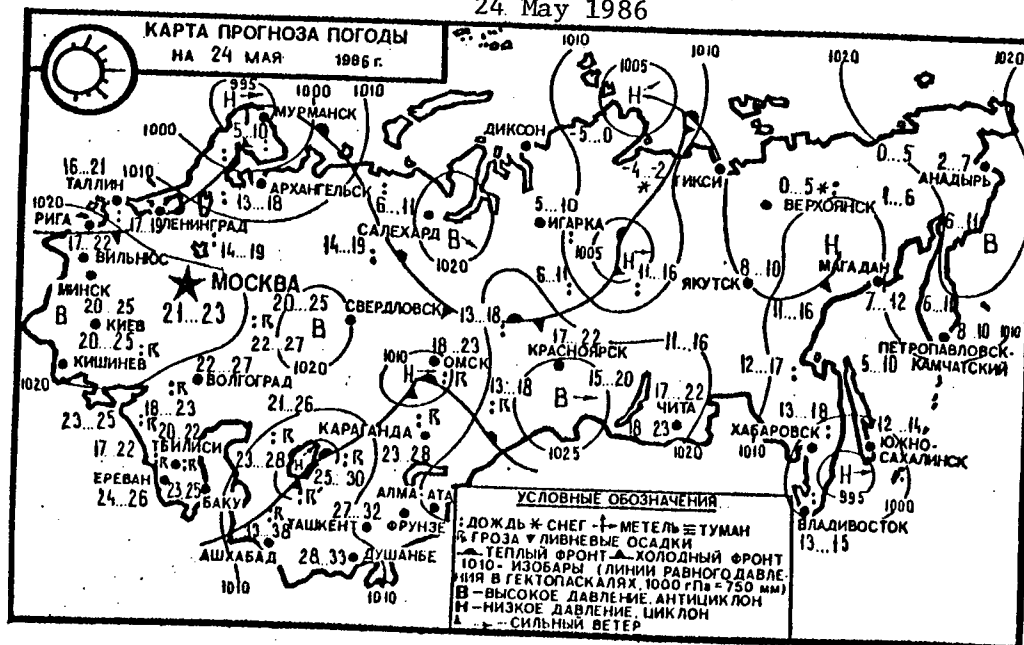 24 May 1986
КАРТА ПРОГНОЗА ПОГОДЫ
НА 24 МАЯ 1986 г.
1010
1010
1020
1020
995
Н
1000
1010
1005
Н
МУРМАНСК
5..10
1000
ДИКСОН
-5...0
-4..-2
*
ТИКСИ
0...5
2...7
АНАДЫРЬ
16...21
ТАЛЛИН
1010
АРХАНГЕЛЬСК
13...18
6...11
0...5*
ВЕРХОЯНСК
1...6
1020
РИГА
17..19
ЛЕНИНГРАД
САЛЕХАРД
В
1020
5...10
ИГАРКА
1005
Н
6...11
В
17...22
ВИЛЬНЮС
14...19
14...19
6...11
11...16
ЯКУТСК
8...10
Н
МАГАДАН
МИНСК
МОСКВА
21...23
7...12
В
20 25
КИЕВ
20...25
СВЕРДЛОВСК
13...18
11...16
8 10
1010
20...25
КИШИНЕВ
22...27
В
1020
17...22
КРАСНОЯРСК
11...16
ПЕТРОПАВЛОВСК-
КАМЧАТСКИЙ
1020
22...27
ВОЛГОГРАД
1010
18...23
ОМСК
Н
13...18
15...20
В
1025
17...22
ЧИТА
18 23
1020
12...17
5...10
23...25
18...23
20...22
21...26
КАРАГАНДА
23...28
13...18
ХАБАРОВСК
1010
12...14
ЮЖНО-
САХАЛИНСК
17 22
ТБИЛИСИ
23...28
Н
25...30
Н
995
1000
ЕРЕВАН
24...26
23 25
БАКУ
АЛМА-АТА
27...32
ФРУНЗЕ
ВЛАДИВОСТОК
13...15
ТАШКЕНТ
АШХАБАД
28...33
ДУШАНБЕ
1010
1010
УСЛОВНЫЕ ОБОЗНАЧЕНИЯ
ДОЖДЬ * СНЕГ МЕТЕЛЬ ТУМАН
ГРОЗА ЛИВНЕВЫЕ ОСАДКИ
ТЕПЛЫЙ ФРОНТ ХОЛОДНЫЙ ФРОНТ
1010- ИЗОБАРЫ (ЛИНИИ РАВНОГО ДАВЛЕ-
НИЯ В ГЕКТОПАСКАЛЯХ, 1000 гПа = 750 мм)
В -ВЫСОКОЕ ДАВЛЕНИЕ, АНТИЦИКЛОН
Н -НИЗКОЕ ДАВЛЕНИЕ, ЦИКЛОН
-СИЛЬНЫЙ ВЕТЕР